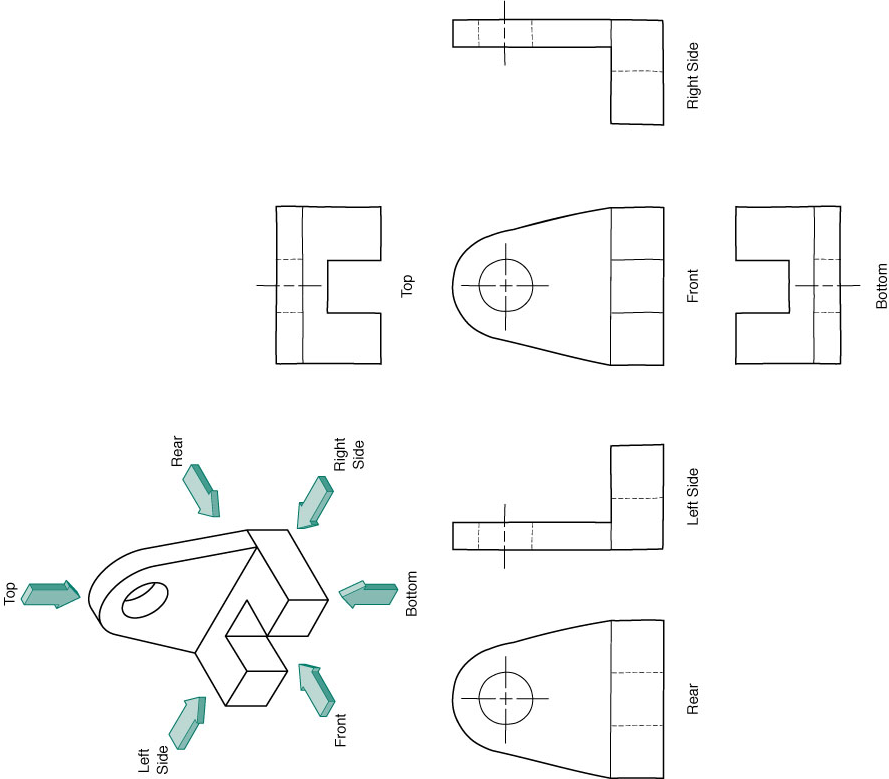 Top
Left
Side
Rear
Front
Right
Side
Bottom
Top
Rear
Left Side
Front
Right Side
Bottom